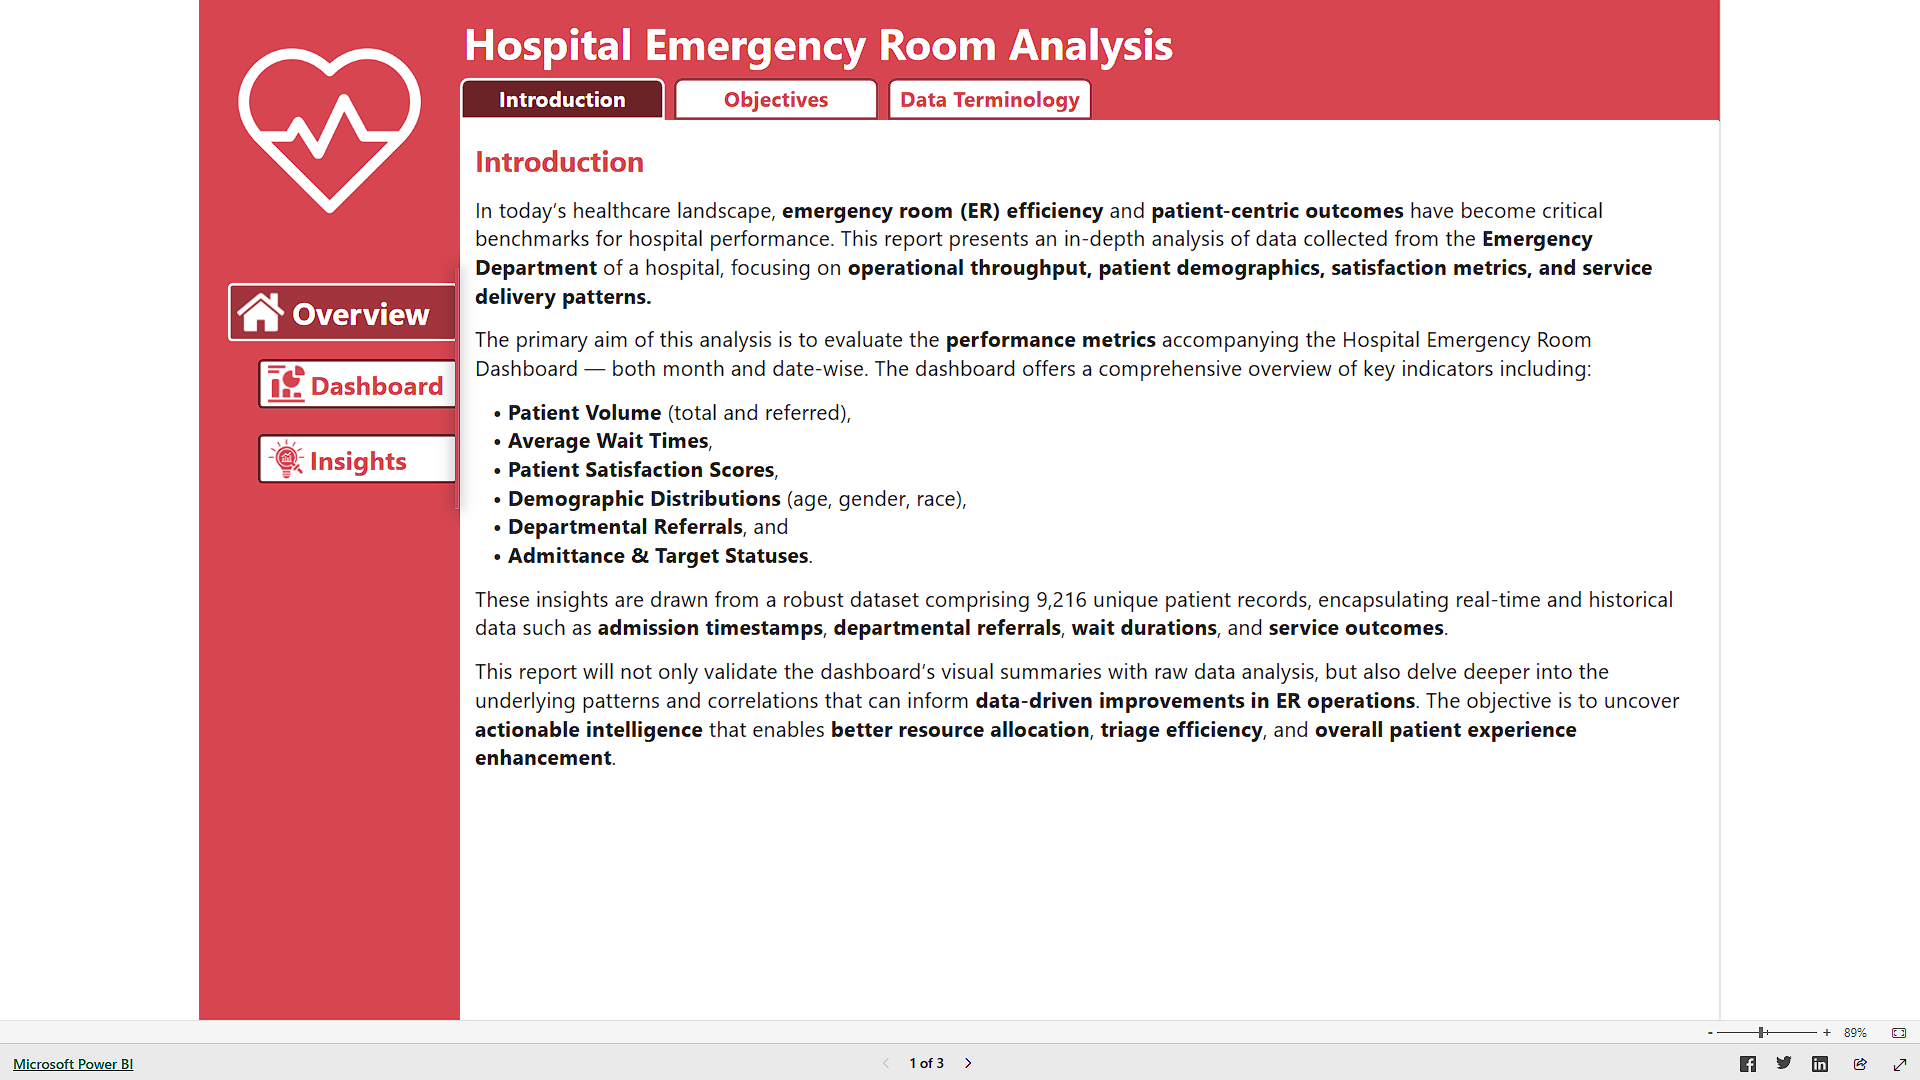 Hospital Emergency Room Analysis
Introduction
Objectives
Data Terminology
Overview
Dashboard
Insights
Introduction
In today's healthcare landscape, emergency room (ER) efficiency and patient-centric outcomes have become critical
benchmarks for hospital performance. This report presents an in-depth analysis of data collected from the Emergency
Department of a hospital, focusing on operational throughput, patient demographics, satisfaction metrics, and service
delivery patterns.
The primary aim of this analysis is to evaluate the performance metrics accompanying the Hospital Emergency Room
Dashboard — both month and date-wise. The dashboard offers a comprehensive overview of key indicators including:
• Patient Volume (total and referred),
• Average Wait Times,
• Patient Satisfaction Scores,
• Demographic Distributions (age, gender, race),
• Departmental Referrals, and
• Admittance & Target Statuses.
These insights are drawn from a robust dataset comprising 9,216 unique patient records, encapsulating real-time and historical
data such as admission timestamps, departmental referrals, wait durations, and service outcomes.
This report will not only validate the dashboard's visual summaries with raw data analysis, but also delve deeper into the
underlying patterns and correlations that can inform data-driven improvements in ER operations. The objective is to uncover
actionable intelligence that enables better resource allocation, triage efficiency, and overall patient experience
enhancement.
- + 89%
Microsoft Power BI
1 of 3